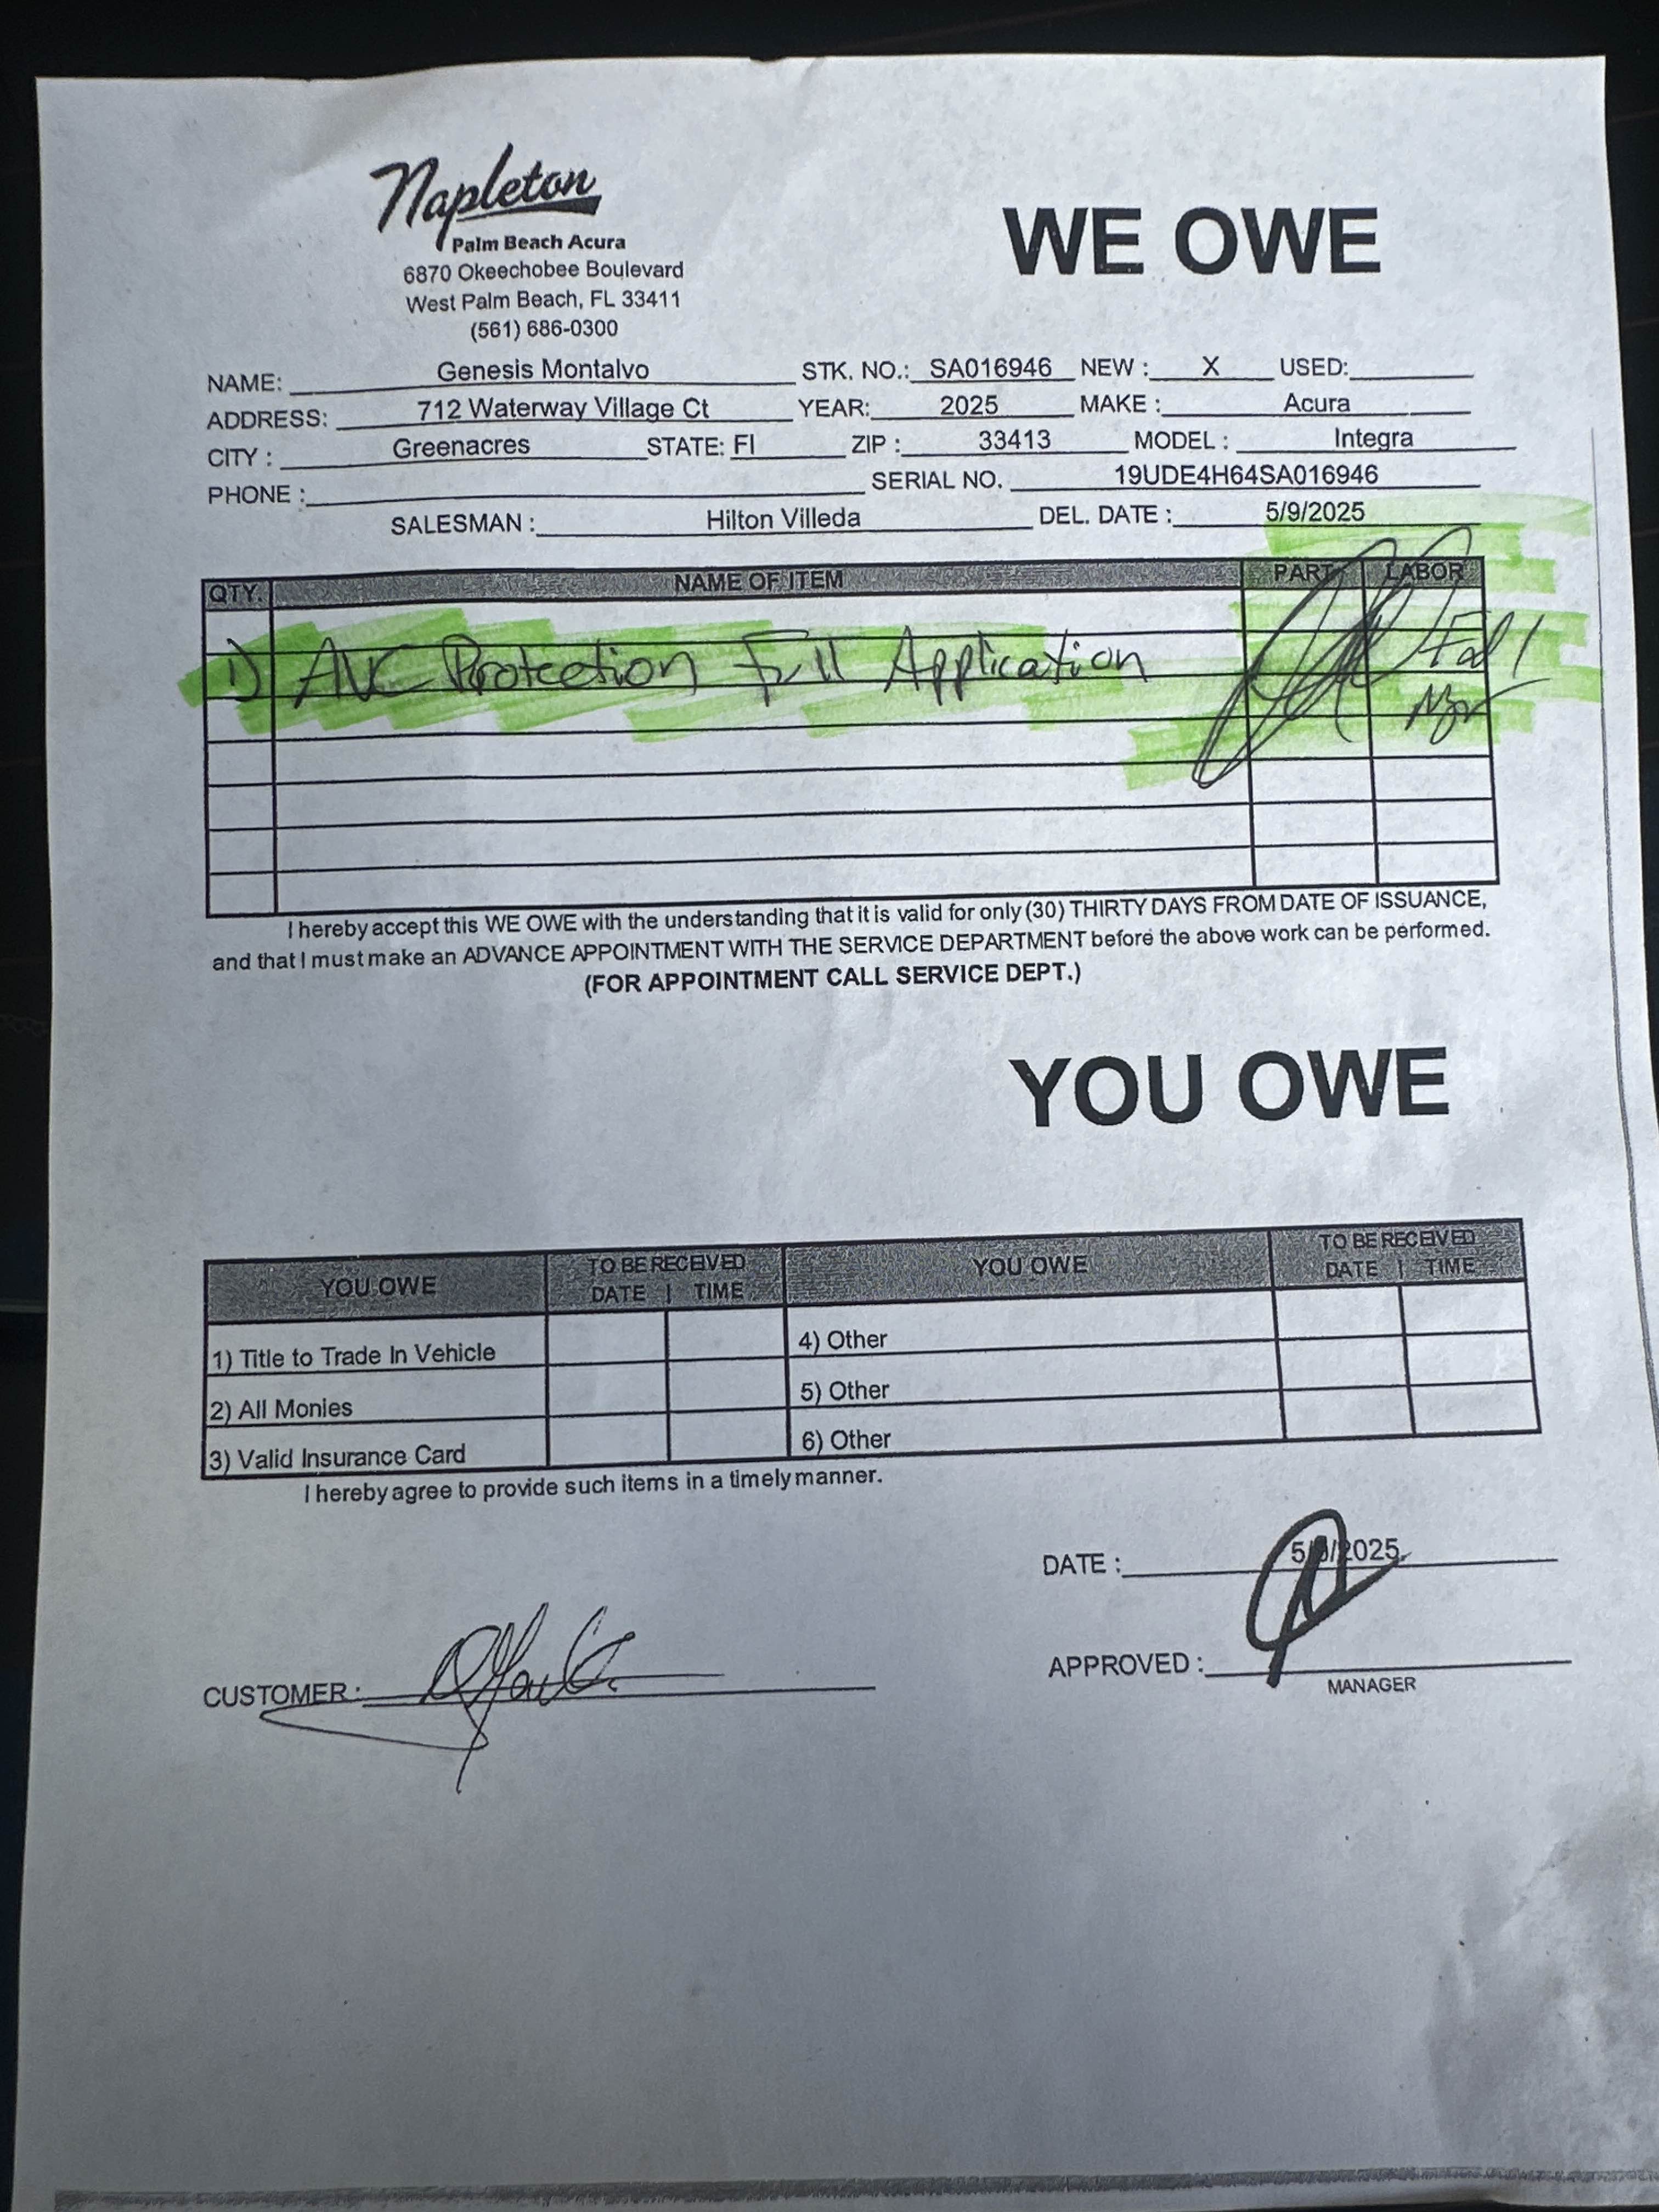 Napleton
Palm Beach Acura
6870 Okeechobee Boulevard
West Palm Beach, FL 33411
(561) 686-0300
WE OWE
NAME: Genesis Montalvo STK. NO.: SA016946 NEW : X USED:
ADDRESS: 712 Waterway Village Ct YEAR: 2025 MAKE : Acura
CITY : Greenacres STATE: Fl ZIP : 33413 MODEL : Integra
PHONE : SERIAL NO. 19UDE4H64SA016946
SALESMAN : Hilton Villeda DEL. DATE : 5/9/2025
QTY. NAME OF ITEM PART LABOR
1) AVC Protection Full Application
I hereby accept this WE OWE with the understanding that it is valid for only (30) THIRTY DAYS FROM DATE OF ISSUANCE,
and that I must make an ADVANCE APPOINTMENT WITH THE SERVICE DEPARTMENT before the above work can be performed.
(FOR APPOINTMENT CALL SERVICE DEPT.)
YOU OWE
YOU OWE TO BE RECEIVED DATE | TIME YOU OWE TO BE RECEIVED DATE | TIME
1) Title to Trade In Vehicle 4) Other
2) All Monies 5) Other
3) Valid Insurance Card 6) Other
I hereby agree to provide such items in a timely manner.
DATE : 5/9/2025
CUSTOMER : APPROVED :
MANAGER